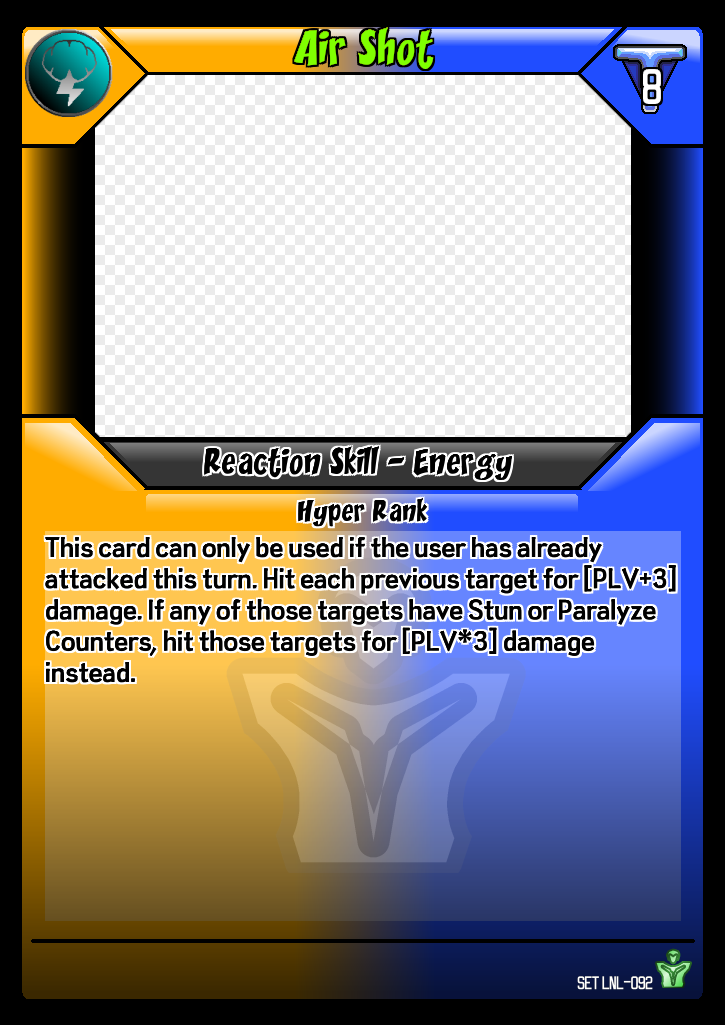 Air Shot
8
Reaction Skill - Energy
Hyper Rank
This card can only be used if the user has already
attacked this turn. Hit each previous target for [PLV+3]
damage. If any of those targets have Stun or Paralyze
Counters, hit those targets for [PLV*3] damage
instead.
SET LNL-092